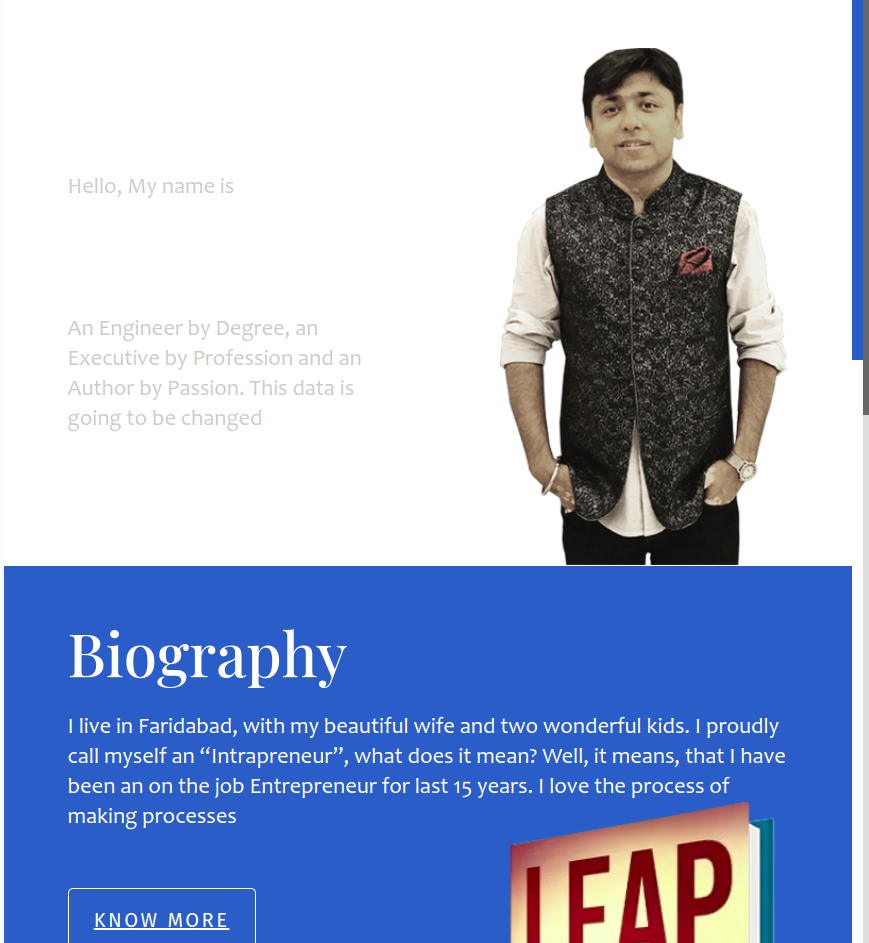 Hello, My name is
An Engineer by Degree, an
Executive by Profession and an
Author by Passion. This data is
going to be changed
Biography
I live in Faridabad, with my beautiful wife and two wonderful kids. I proudly
call myself an “Intrapreneur”, what does it mean? Well, it means, that I have
been an on the job Entrepreneur for last 15 years. I love the process of
making processes
KNOW MORE
LEAP